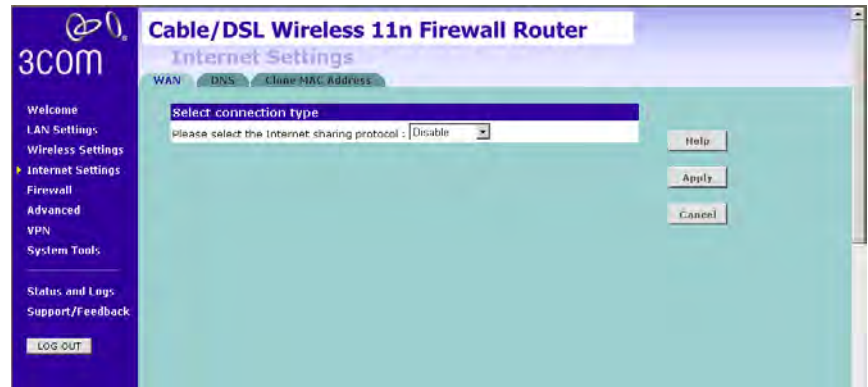 3COM
Cable/DSL Wireless 11n Firewall Router
Internet Settings
WAN
DNS
Clone MAC Address
Welcome
LAN Settings
Wireless Settings
Internet Settings
Firewall
Advanced
VPN
System Tools
Status and Logs
Support/Feedback
LOG OUT
Select connection type
Please select the Internet sharing protocol : Disable
Help
Apply
Cancel